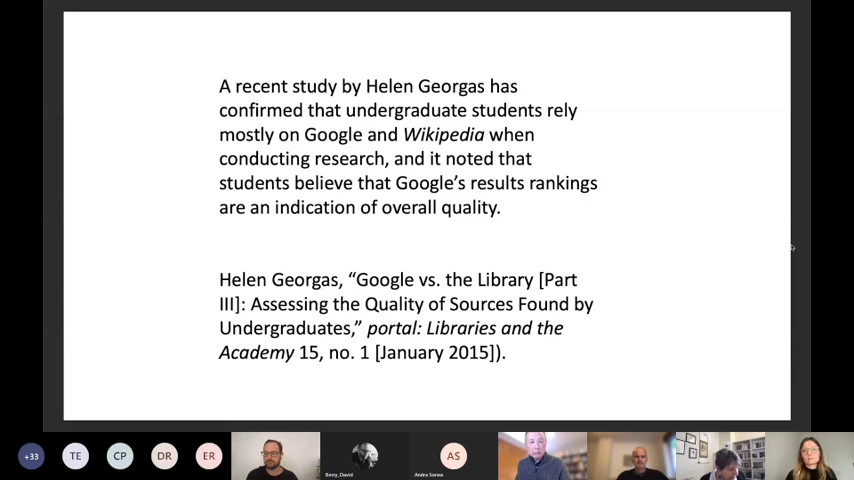 A recent study by Helen Georgas has
confirmed that undergraduate students rely
mostly on Google and Wikipedia when
conducting research, and it noted that
students believe that Google’s results rankings
are an indication of overall quality.
Helen Georgas, “Google vs. the Library [Part
III]: Assessing the Quality of Sources Found by
Undergraduates,” portal: Libraries and the
Academy 15, no. 1 [January 2015]).
+33 TE CP DR ER AS
Berry, David Andra Sorea